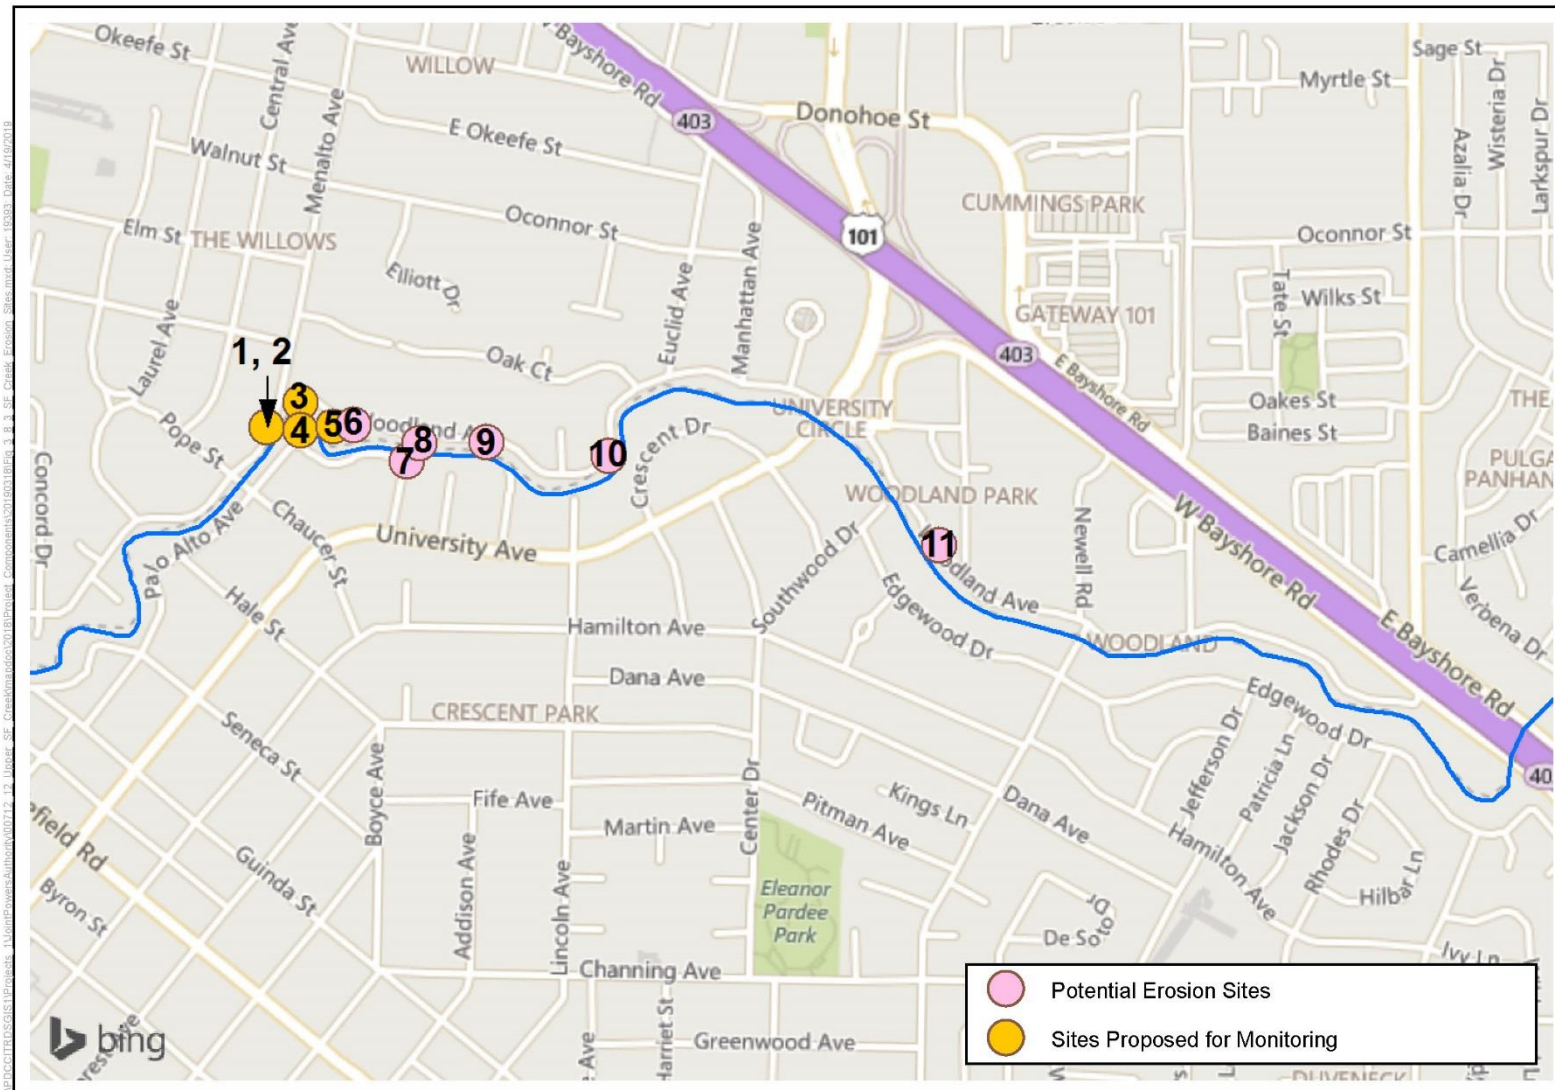 Okeefe St
Central Ave
Menalto Ave
WILLOW
W Bayshore Rd
403
Donohoe St
Sage St
Myrtle St
Wisteria Dr
Azalia Dr
Larkspur Dr
Walnut St
E Okeefe St
Elm St
THE WILLOWS
Oconnor St
Elliott Dr
Euclid Ave
Manhattan Ave
101
CUMMINGS PARK
Oconnor St
Tate St
Wilks St
GATEWAY 101
403
E Bayshore Rd
Laurel Ave
1, 2
3
4
5
6
7
8
9
10
11
Oak Ct
Pope St
Crescent Dr
UNIVERSITY
CIRCLE
Oakes St
Baines St
THE
Concord Dr
Palo Alto Ave
Chaucer St
University Ave
WOODLAND PARK
Woodland Ave
Newell Rd
W Bayshore Rd
Camellia Dr
Verbena Dr
Hale St
Hamilton Ave
Southwood Dr
Edgewood Dr
WOODLAND
E Bayshore Rd
Dana Ave
CRESCENT PARK
Seneca St
Boyce Ave
Fife Ave
Martin Ave
Center Dr
Pitman Ave
Kings Ln
Dana Ave
Edgewood Dr
Jefferson Dr
Patricia Ln
Jackson Dr
Rhodes Dr
Hilbar Ln
Hamilton Ave
Guinda St
Byron St
Addison Ave
Lincoln Ave
Eleanor
Pardee
Park
De Soto Dr
Ivy Ln
Channing Ave
Harriet St
Greenwood Ave
bing
Potential Erosion Sites
Sites Proposed for Monitoring